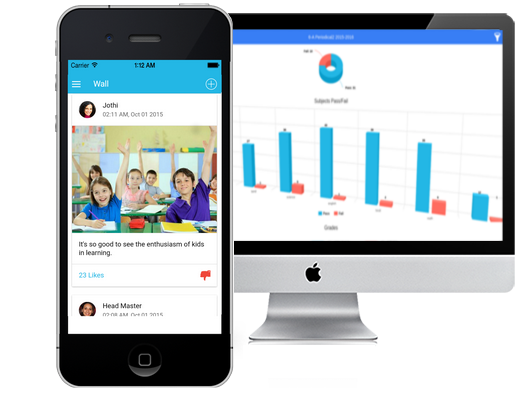 Carrier
1:12 AM
Wall
Jothi
02:11 AM, Oct 01 2015
It's so good to see the enthusiasm of kids
in learning.
23 Likes
Head Master
02:08 AM, Oct 01 2015
Subjects Pass/Fail
Pass Fail
Grades